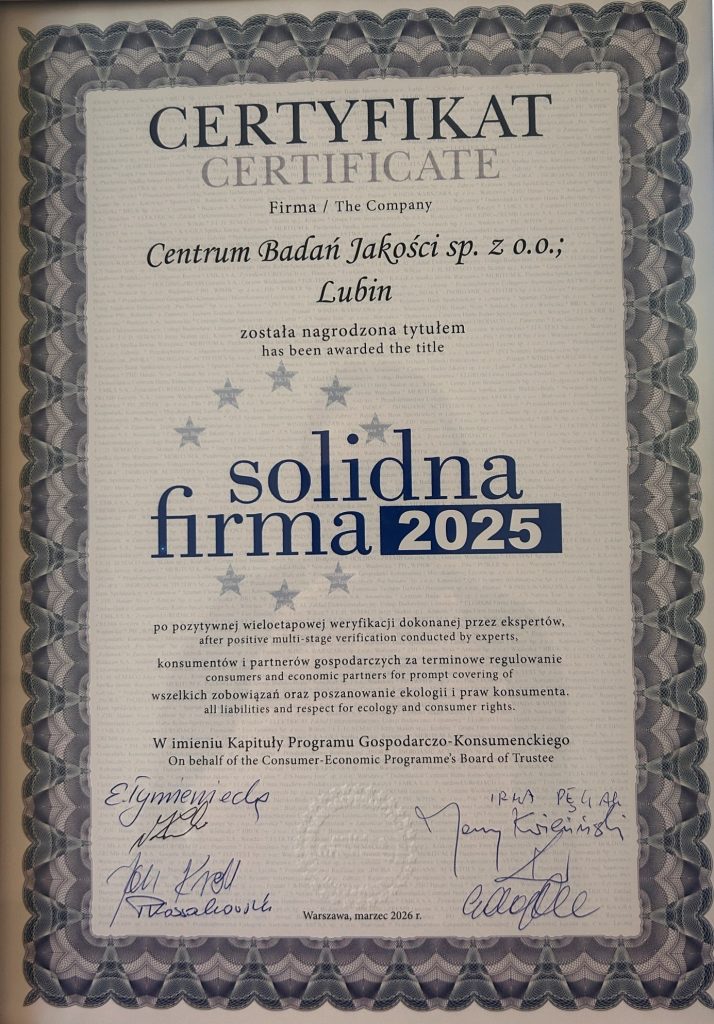 CERTYFIKAT
CERTIFICATE
Firma / The Company
Centrum Badań Jakości sp. z o.o.;
Lubin
została nagrodzona tytułem
has been awarded the title
solidna
firma 2025
po pozytywnej wieloetapowej weryfikacji dokonanej przez ekspertów,
after positive multi-stage verification conducted by experts,
konsumentów i partnerów gospodarczych za terminowe regulowanie
consumers and economic partners for prompt covering of
wszelkich zobowiązań oraz poszanowanie ekologii i praw konsumenta.
all liabilities and respect for ecology and consumer rights.
W imieniu Kapituły Programu Gospodarczo-Konsumenckiego
On behalf of the Consumer-Economic Programme's Board of Trustee
Warszawa, marzec 2026 r.